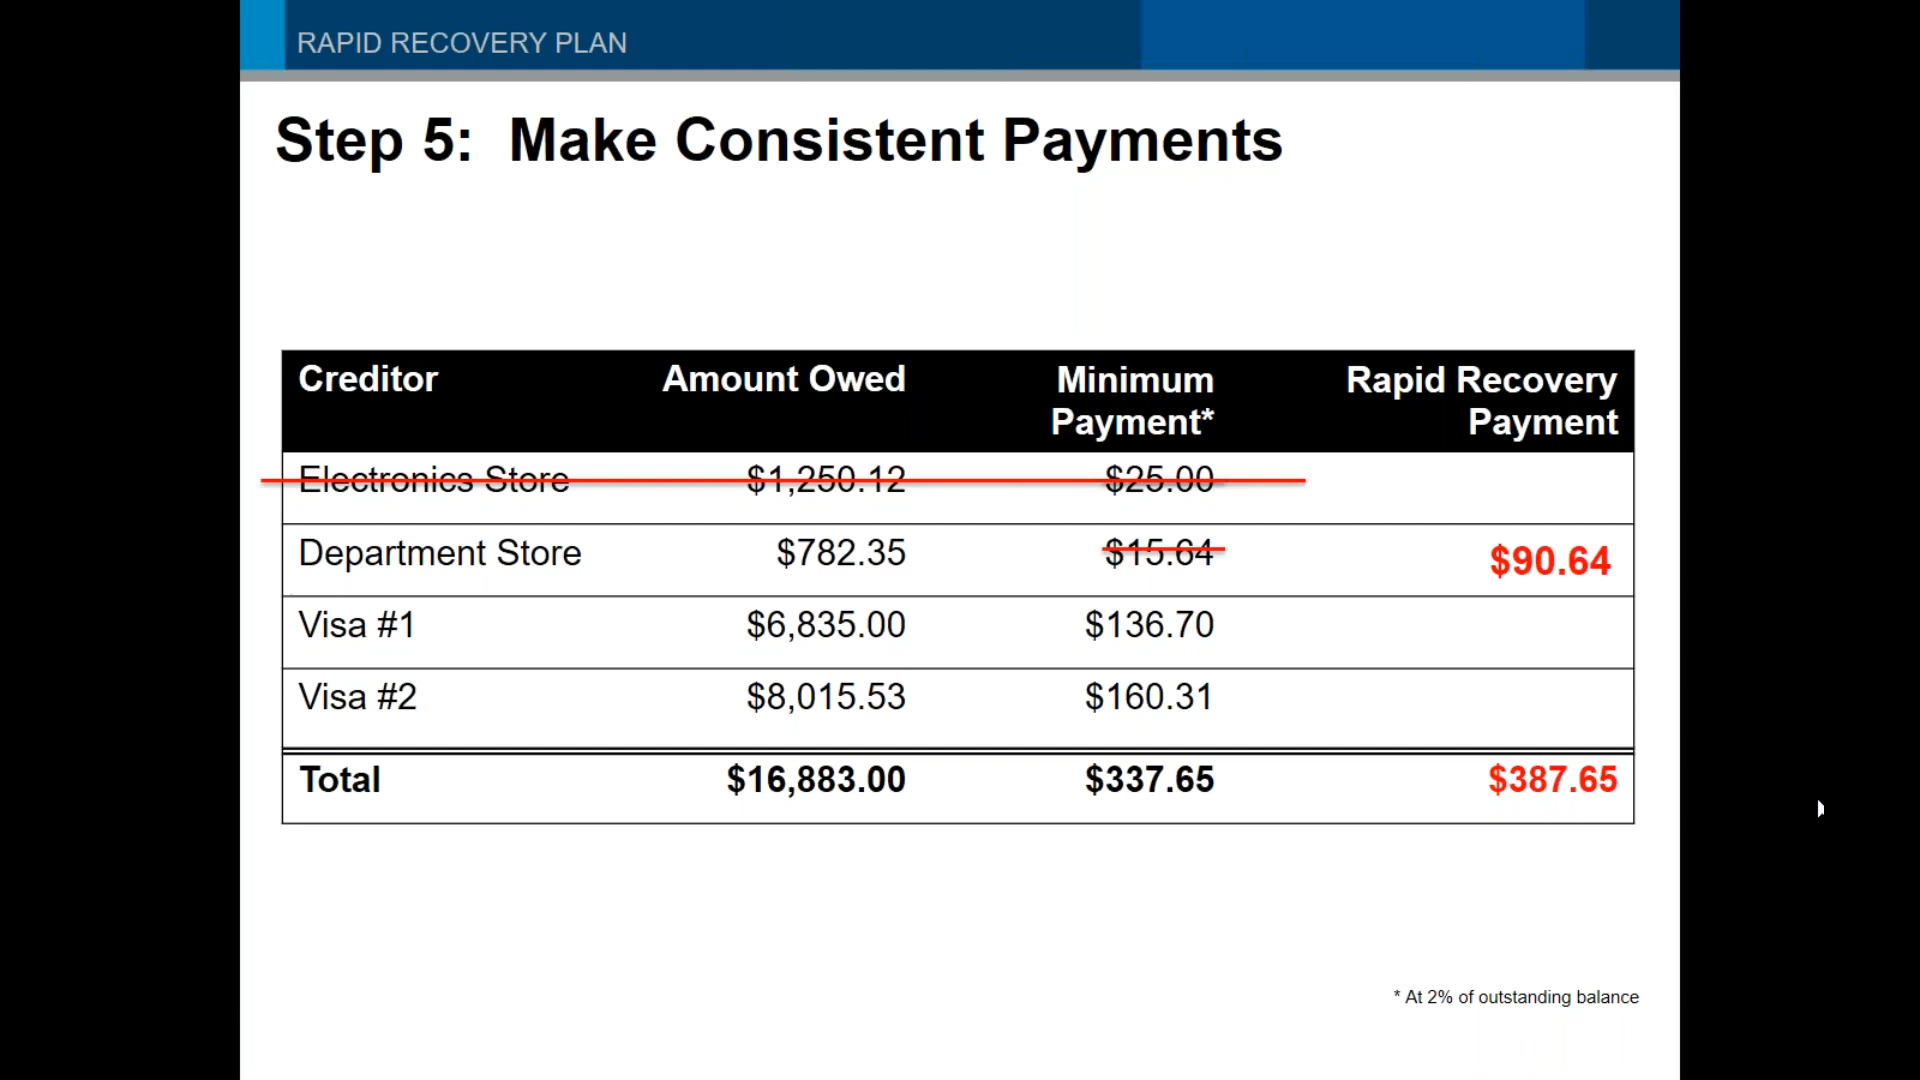 RAPID RECOVERY PLAN
Step 5: Make Consistent Payments
Creditor Amount Owed Minimum Payment* Rapid Recovery Payment
Electronics Store $1,250.12 $25.00
Department Store $782.35 $15.64 $90.64
Visa #1 $6,835.00 $136.70
Visa #2 $8,015.53 $160.31
Total $16,883.00 $337.65 $387.65
* At 2% of outstanding balance